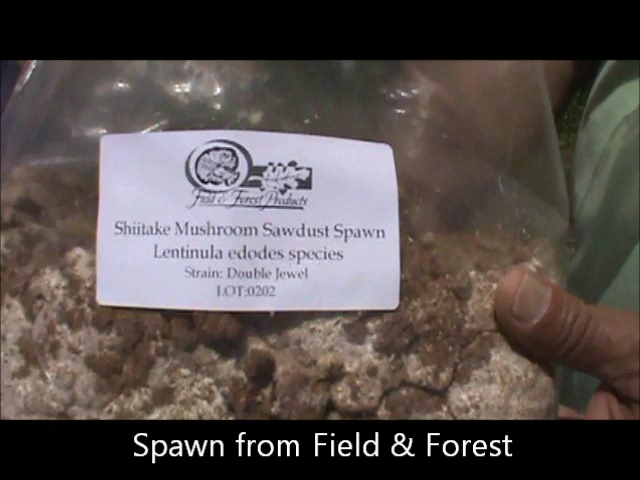 Field & Forest Products
Shiitake Mushroom Sawdust Spawn
Lentinula edodes species
Strain: Double Jewel
LOT:0202
Spawn from Field & Forest